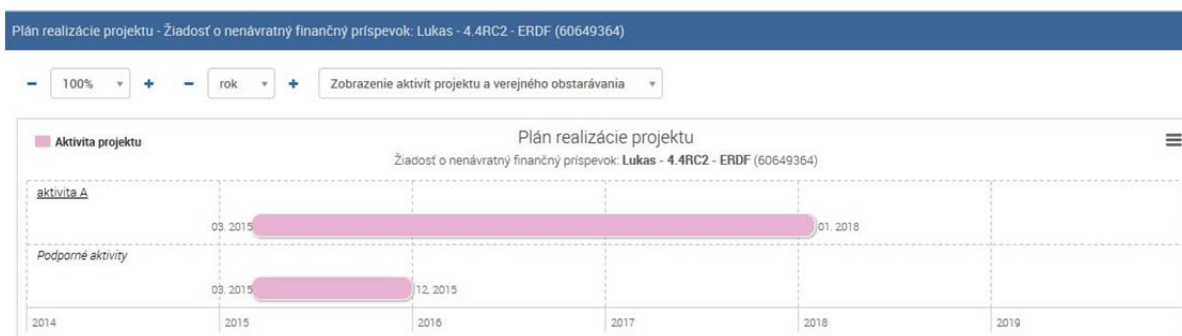 Plán realizácie projektu - Žiadosť o nenávratný finančný príspevok: Lukas - 4.4RC2 - ERDF (60649364)
− 100% + − rok + Zobrazenie aktivít projektu a verejného obstarávania
Aktivita projektu
Plán realizácie projektu
Žiadosť o nenávratný finančný príspevok: Lukas - 4.4RC2 - ERDF (60649364)
aktivita A
03. 2015 01. 2018
Podporné aktivity
03. 2015 12. 2015
2014 2015 2016 2017 2018 2019